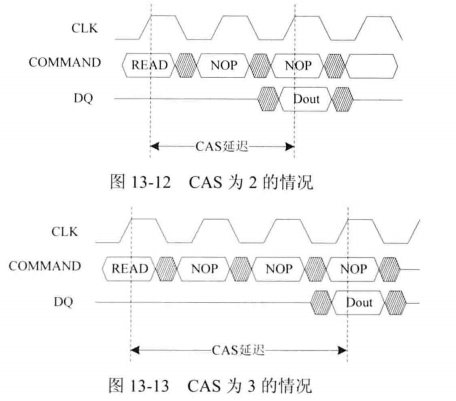 CLK
COMMAND READ NOP NOP
DQ Dout
CAS延迟
图 13-12 CAS 为 2 的情况
CLK
COMMAND READ NOP NOP NOP
DQ Dout
CAS延迟
图 13-13 CAS 为 3 的情况